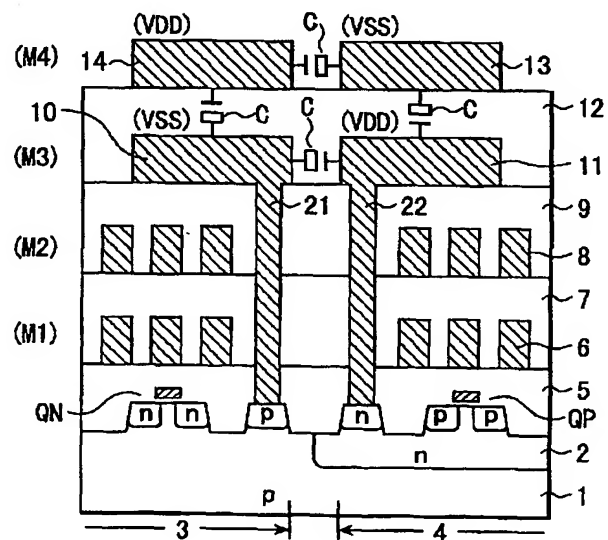 (VDD) C (VSS)
(M4) 14 13
C C 12
10 (VSS) C (VDD)
(M3) 11
21 22 9
(M2) 8
7
(M1) 6
5
QN n n p n p p QP
n 2
p 1
3 4